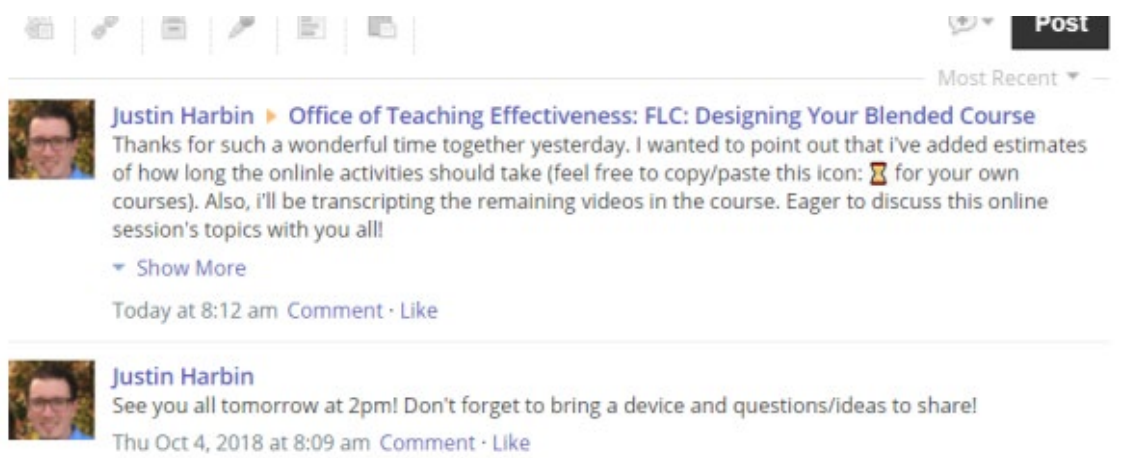 Post
Most Recent
Justin Harbin Office of Teaching Effectiveness: FLC: Designing Your Blended Course
Thanks for such a wonderful time together yesterday. I wanted to point out that i've added estimates
of how long the onlinle activities should take (feel free to copy/paste this icon: ⌛ for your own
courses). Also, i'll be transcripting the remaining videos in the course. Eager to discuss this online
session's topics with you all!
Show More
Today at 8:12 am Comment · Like
Justin Harbin
See you all tomorrow at 2pm! Don't forget to bring a device and questions/ideas to share!
Thu Oct 4, 2018 at 8:09 am Comment · Like